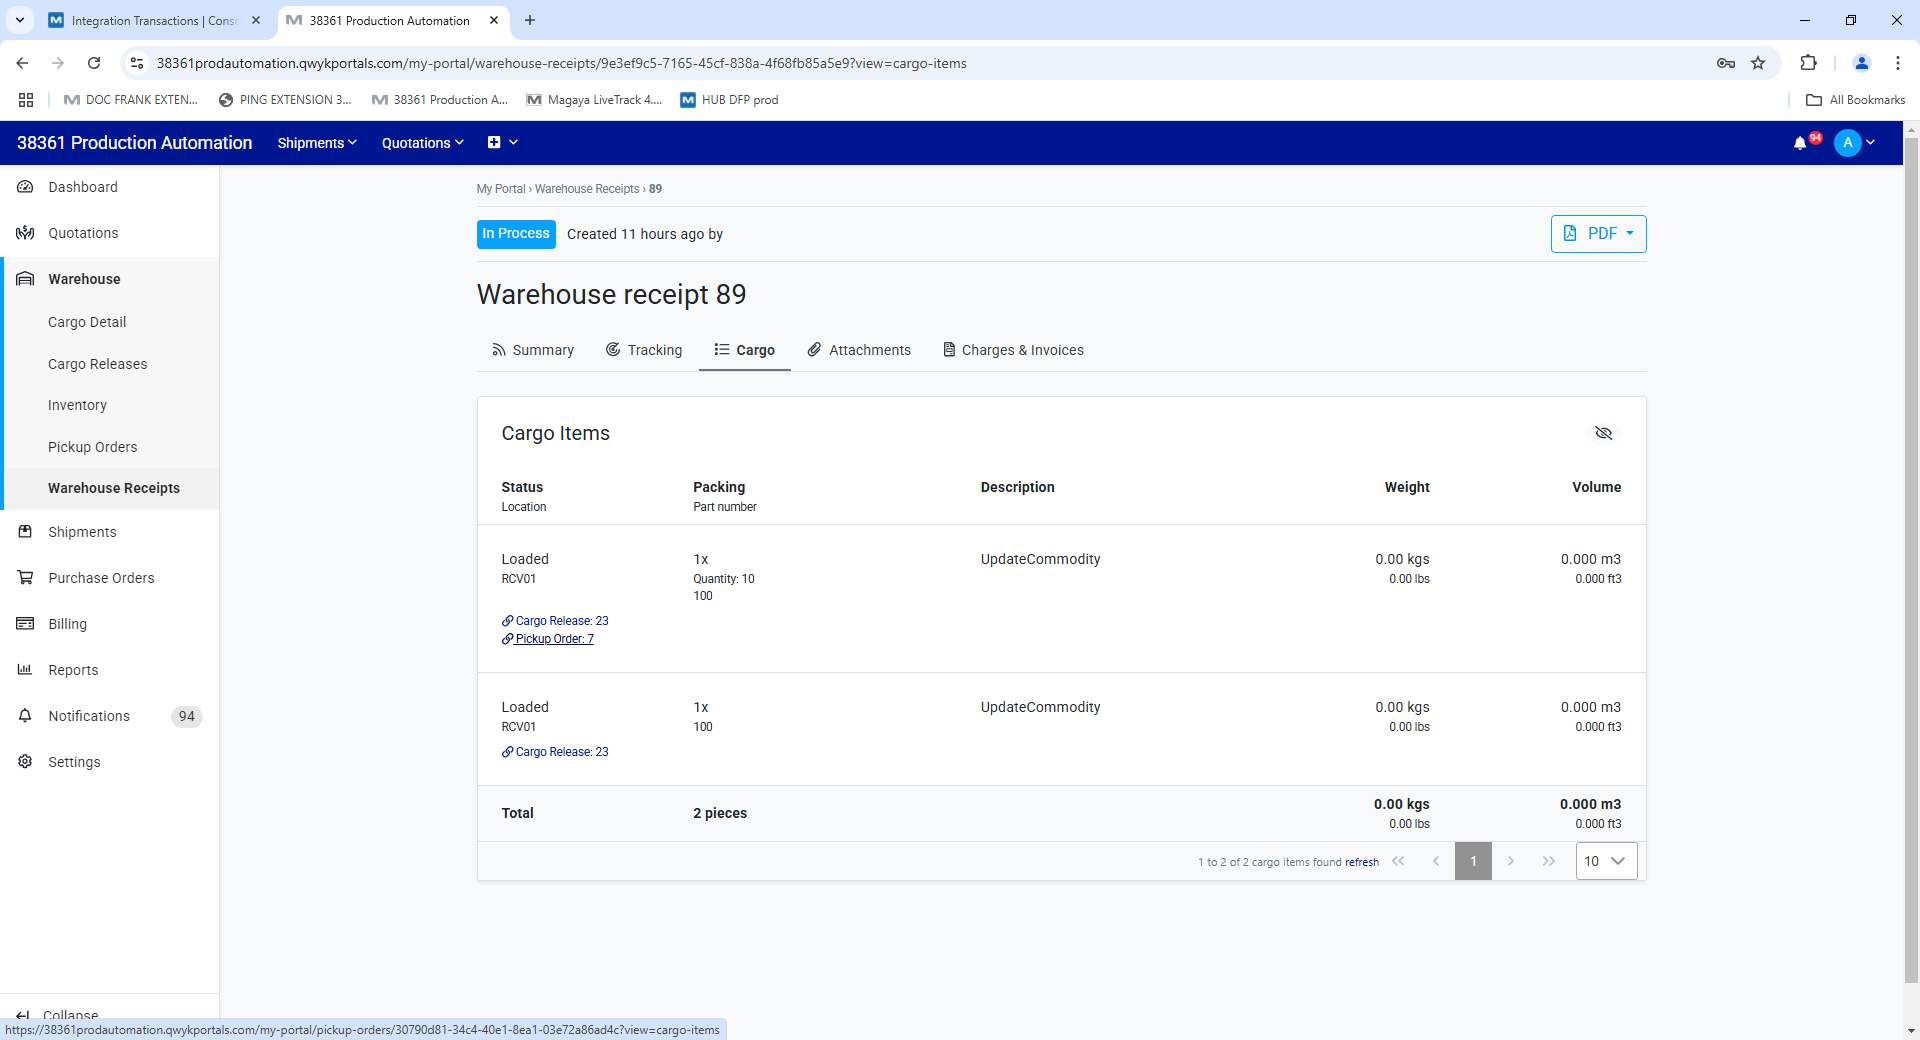 Integration Transactions | Conso
38361 Production Automation
38361prodautomation.qwykportals.com/my-portal/warehouse-receipts/9e3ef9c5-7165-45cf-838a-4f68fb85a5e9?view=cargo-items
DOC FRANK EXTEN...
PING EXTENSION 3...
38361 Production A...
Magaya LiveTrack 4....
HUB DFP prod
All Bookmarks
38361 Production Automation
Shipments
Quotations
94
A
Dashboard
Quotations
Warehouse
Cargo Detail
Cargo Releases
Inventory
Pickup Orders
Warehouse Receipts
Shipments
Purchase Orders
Billing
Reports
Notifications 94
Settings
Collapse
My Portal › Warehouse Receipts › 89
In Process Created 11 hours ago by
PDF
Warehouse receipt 89
Summary
Tracking
Cargo
Attachments
Charges & Invoices
Cargo Items
Status Packing Description Weight Volume
Location Part number
Loaded 1x UpdateCommodity 0.00 kgs 0.000 m3
RCV01 Quantity: 10 0.00 lbs 0.000 ft3
100
Cargo Release: 23
Pickup Order: 7
Loaded 1x UpdateCommodity 0.00 kgs 0.000 m3
RCV01 100 0.00 lbs 0.000 ft3
Cargo Release: 23
Total 2 pieces 0.00 kgs 0.000 m3
0.00 lbs 0.000 ft3
1 to 2 of 2 cargo items found refresh 1 10
https://38361prodautomation.qwykportals.com/my-portal/pickup-orders/30790d81-34c4-40e1-8ea1-03e72a86ad4c?view=cargo-items